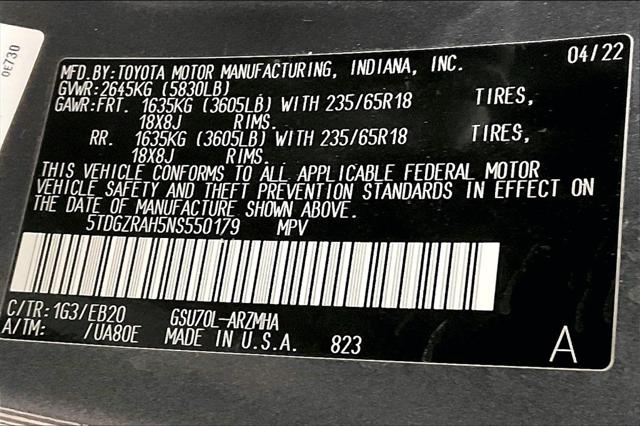 0E730
04/22
MFD.BY:TOYOTA MOTOR MANUFACTURING, INDIANA, INC.
GVWR:2645KG (5830LB)
GAWR:FRT. 1635KG (3605LB) WITH 235/65R18 TIRES,
18X8J RIMS.
RR. 1635KG (3605LB) WITH 235/65R18 TIRES,
18X8J RIMS.
THIS VEHICLE CONFORMS TO ALL APPLICABLE FEDERAL MOTOR
VEHICLE SAFETY AND THEFT PREVENTION STANDARDS IN EFFECT ON
THE DATE OF MANUFACTURE SHOWN ABOVE.
5TDGZRAH5NS550179 MPV
C/TR:1G3/EB20 GSU70L-ARZMHA
A/TM: /UA80E MADE IN U.S.A. 823
A